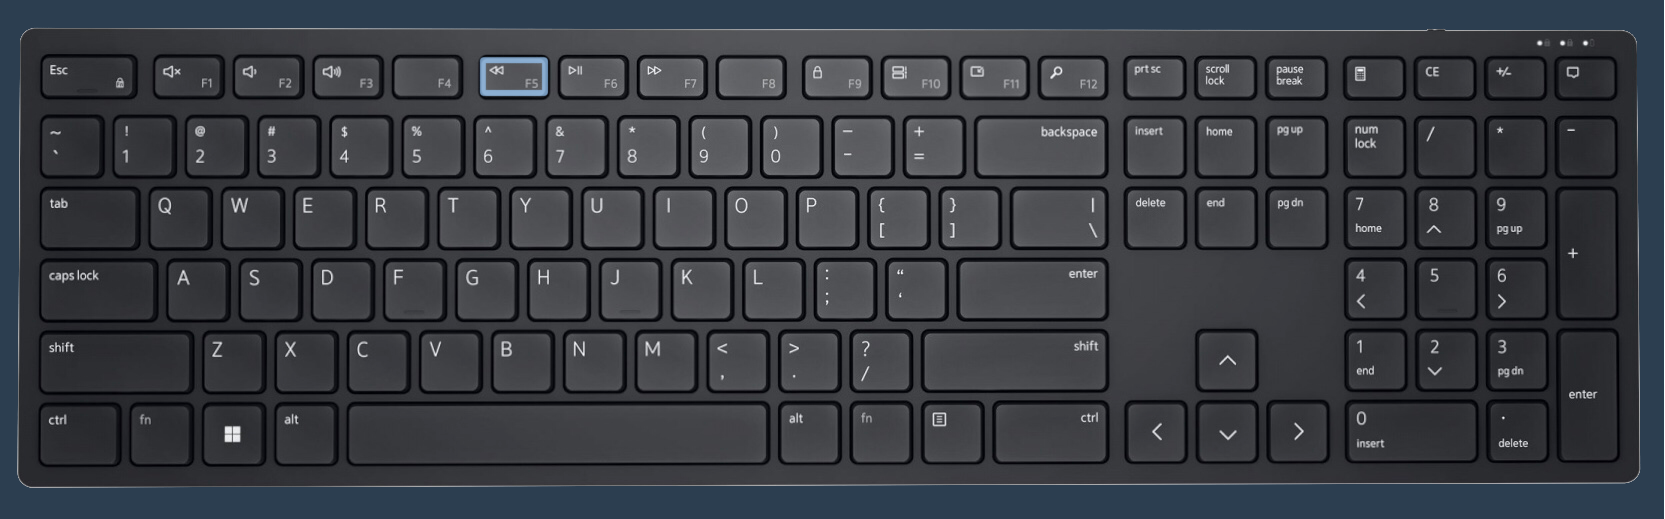 Esc F1 F2 F3 F4 F5 F6 F7 F8 F9 F10 F11 F12 prt sc scroll lock pause break CE +/-
~ ! @ # $ % ^ & * ( ) − + backspace insert home pg up num lock / * −
` 1 2 3 4 5 6 7 8 9 0 - =
tab Q W E R T Y U I O P { } | delete end pg dn 7 8 9
[ ] \ home pg up +
caps lock A S D F G H J K L : “ enter 4 5 6
; ‘
shift Z X C V B N M < > ? shift 1 2 3
, . / end pg dn
ctrl fn alt alt fn ctrl 0 . enter
insert delete